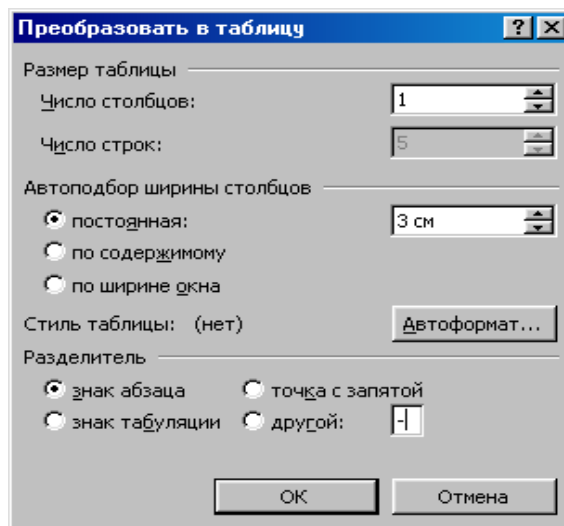 Преобразовать в таблицу
Размер таблицы
Число столбцов: 1
Число строк: 5
Автоподбор ширины столбцов
постоянная: 3 см
по содержимому
по ширине окна
Стиль таблицы: (нет) Автоформат...
Разделитель
знак абзаца точка с запятой
знак табуляции другой: -
ОК Отмена